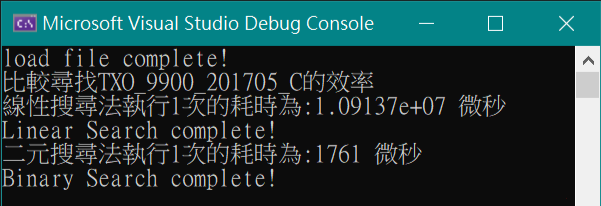 Microsoft Visual Studio Debug Console
load file complete!
比較尋找TXO_9900_201705_C的效率
線性搜尋法執行1次的耗時為:1.09137e+07 微秒
Linear Search complete!
二元搜尋法執行1次的耗時為:1761 微秒
Binary Search complete!